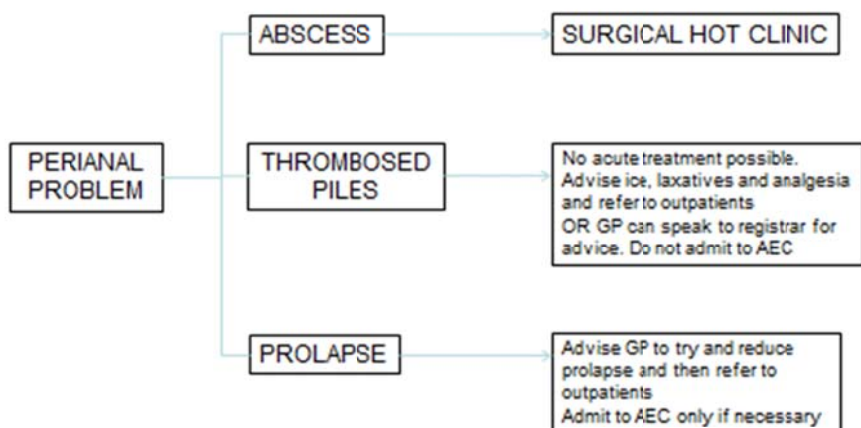 ABSCESS
SURGICAL HOT CLINIC
PERIANAL
PROBLEM
THROMBOSED
PILES
No acute treatment possible.
Advise ice, laxatives and analgesia
and refer to outpatients
OR GP can speak to registrar for
advice. Do not admit to AEC
PROLAPSE
Advise GP to try and reduce
prolapse and then refer to
outpatients
Admit to AEC only if necessary